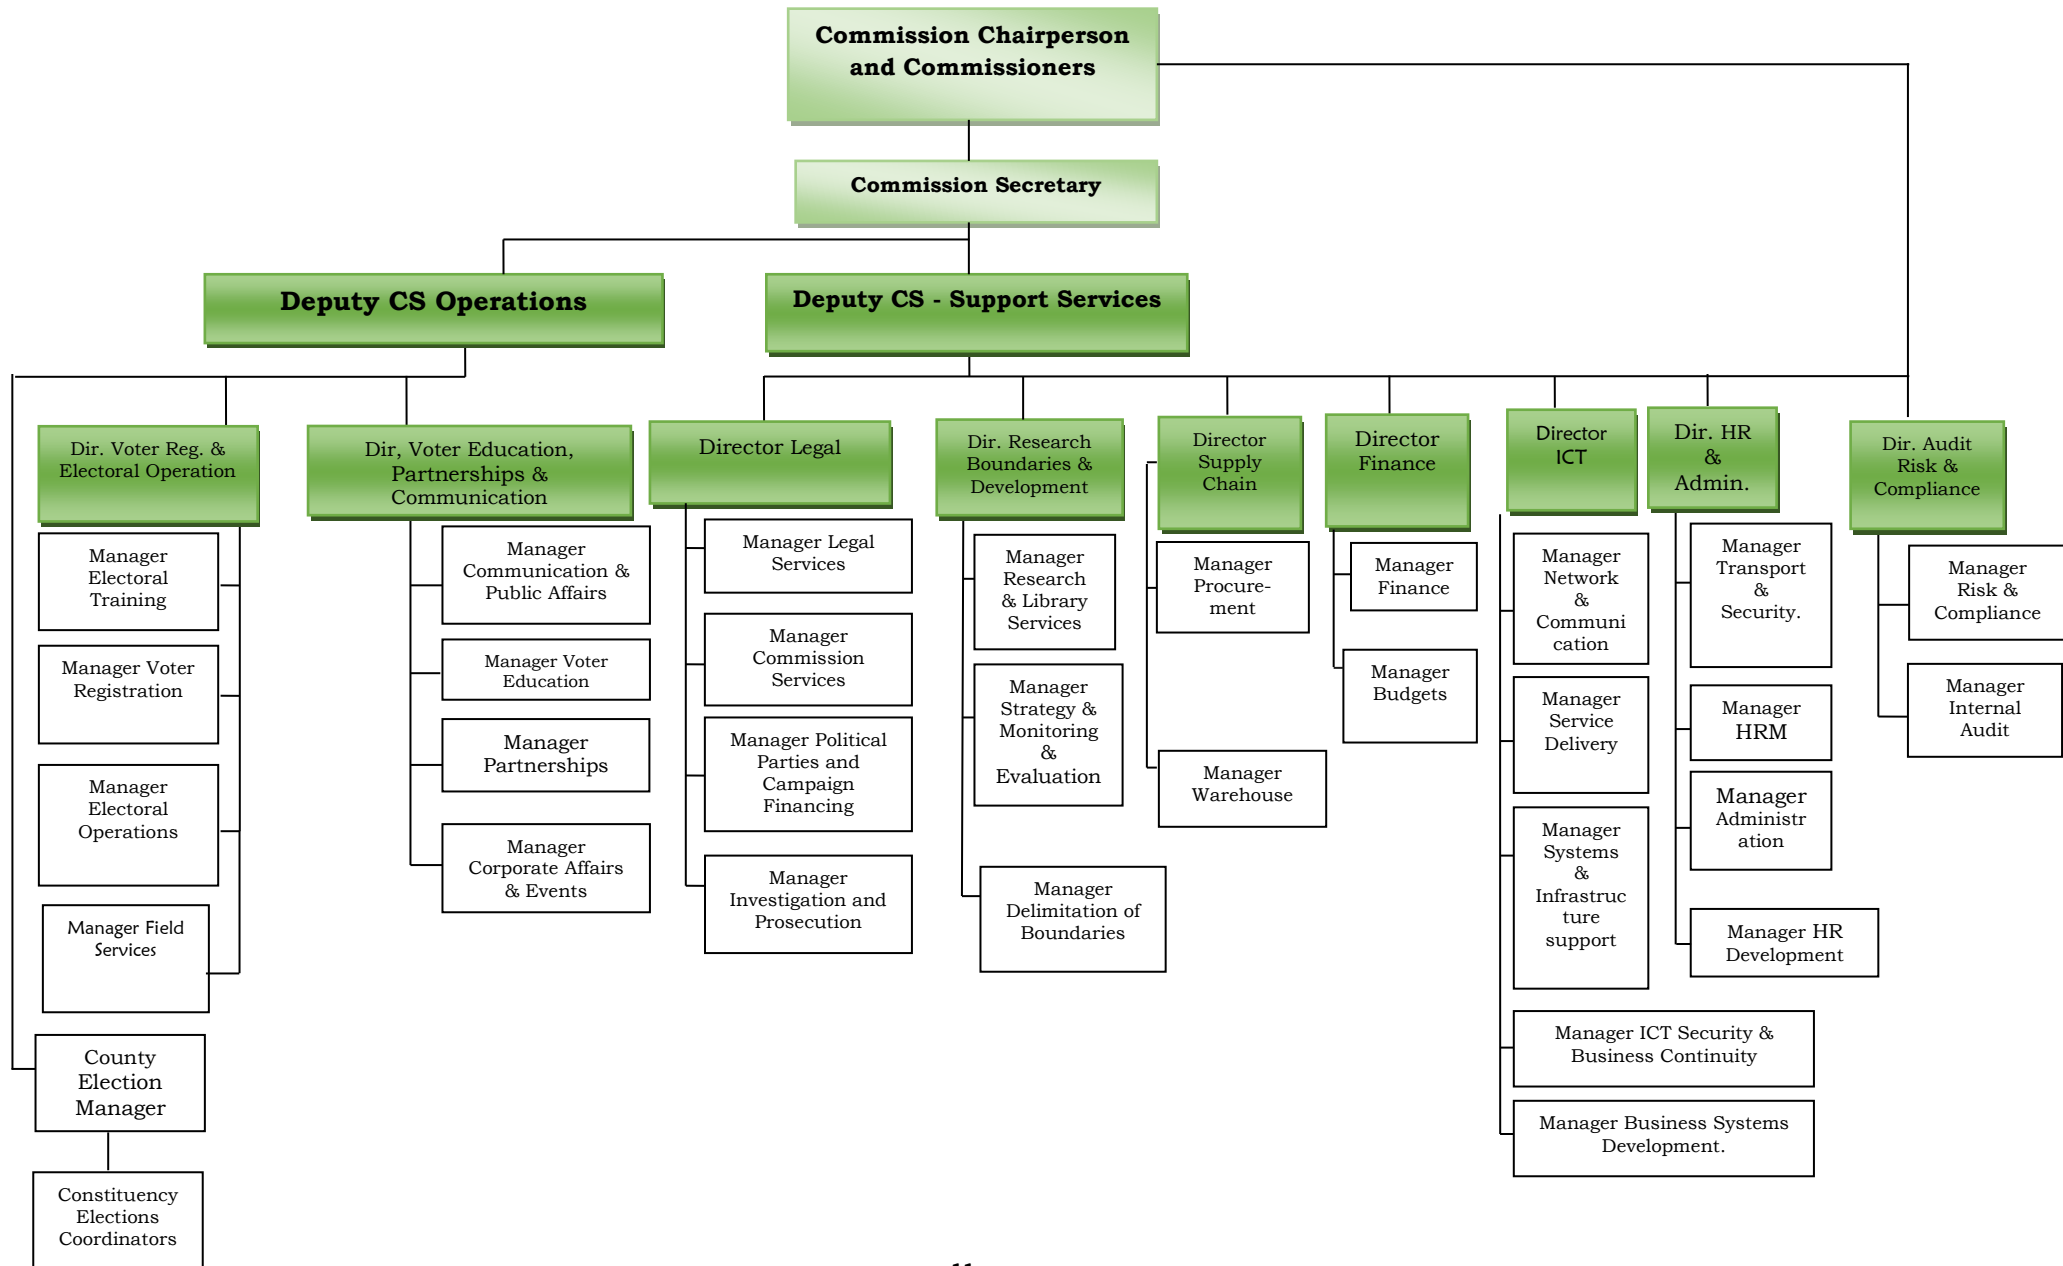 Commission Chairperson
and Commissioners
Commission Secretary
Deputy CS Operations
Deputy CS - Support Services
Dir. Voter Reg. &
Electoral Operation
Dir, Voter Education,
Partnerships &
Communication
Director Legal
Dir. Research
Boundaries &
Development
Director
Supply
Chain
Director
Finance
Director
ICT
Dir. HR
&
Admin.
Dir. Audit
Risk &
Compliance
Manager
Electoral
Training
Manager Voter
Registration
Manager
Electoral
Operations
Manager Field
Services
County
Election
Manager
Constituency
Elections
Coordinators
Manager
Communication &
Public Affairs
Manager Voter
Education
Manager
Partnerships
Manager
Corporate Affairs
& Events
Manager Legal
Services
Manager
Commission
Services
Manager Political
Parties and
Campaign
Financing
Manager
Investigation and
Prosecution
Manager
Research
& Library
Services
Manager
Strategy &
Monitoring
&
Evaluation
Manager
Delimitation of
Boundaries
Manager
Procure-
ment
Manager
Warehouse
Manager
Finance
Manager
Budgets
Manager
Network
&
Communi
cation
Manager
Service
Delivery
Manager
Systems
&
Infrastruc
ture
support
Manager ICT Security &
Business Continuity
Manager Business Systems
Development.
Manager
Transport
&
Security.
Manager
HRM
Manager
Administr
ation
Manager HR
Development
Manager
Risk &
Compliance
Manager
Internal
Audit